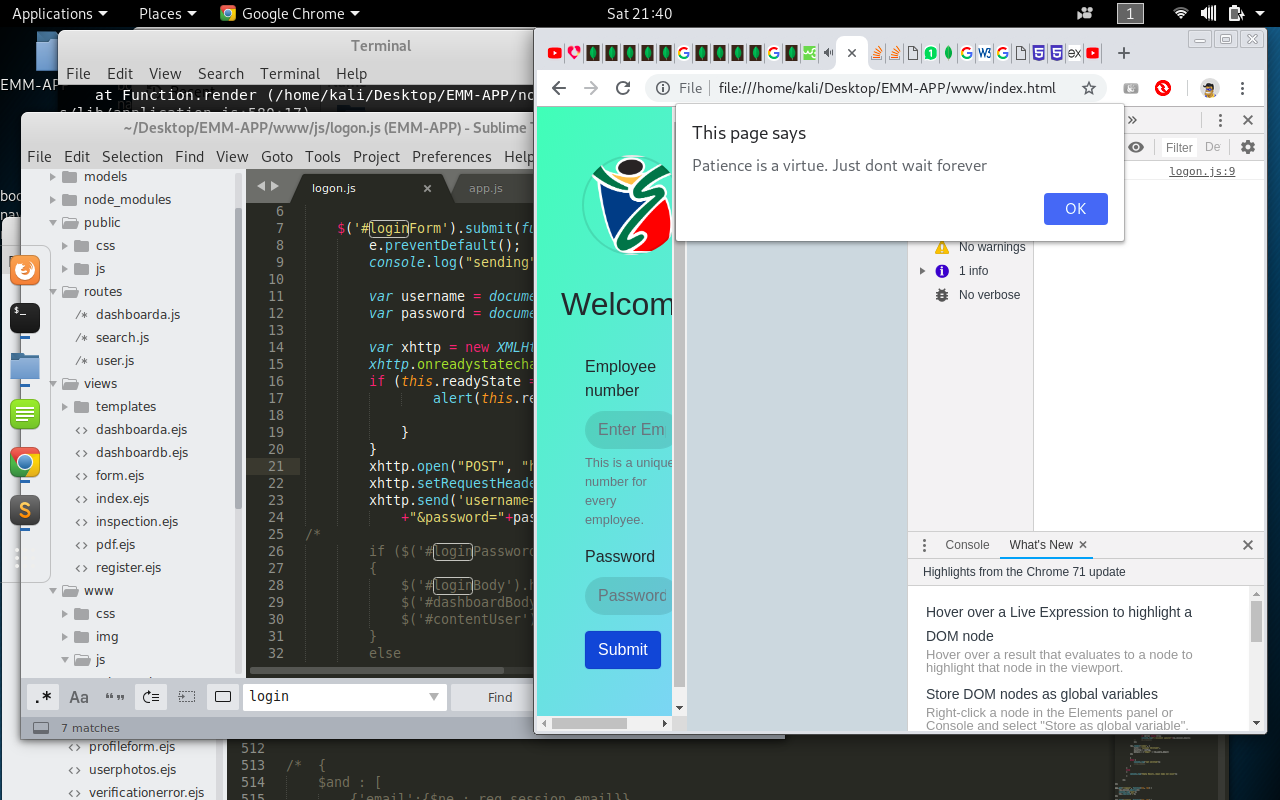 Applications Places Google Chrome Sat 21:40 1
Terminal
File Edit View Search Terminal Help
at Function.render (/home/kali/Desktop/EMM-APP/no
s/lib/application.js:580:17)
EMM-APP
~/Desktop/EMM-APP/www/js/logon.js (EMM-APP) - Sublime T
File Edit Selection Find View Goto Tools Project Preferences Help
models
node_modules
public
css
js
routes
dashboarda.js
search.js
user.js
views
templates
dashboarda.ejs
dashboardb.ejs
form.ejs
index.ejs
inspection.ejs
pdf.ejs
register.ejs
www
css
img
js
logon.js app.js
6
7 $('#loginForm').submit(fu
8 e.preventDefault();
9 console.log("sending"
10
11 var username = docume
12 var password = docume
13
14 var xhttp = new XMLHt
15 xhttp.onreadystatecha
16 if (this.readyState =
17 alert(this.re
18
19 }
20 }
21 xhttp.open("POST", "h
22 xhttp.setRequestHeade
23 xhttp.send('username=
24 +"&password="+pas
25 /*
26 if ($('#loginPassword
27 {
28 $('#loginBody').h
29 $('#dashboardBody
30 $('#contentUser')
31 }
32 else
.* Aa “” login Find
7 matches
profileform.ejs
userphotos.ejs
verificationerror.ejs
512
513 /* {
514 $and : [
515 {'email':{$ne : req.session.email}}
File file:///home/kali/Desktop/EMM-APP/www/index.html
This page says
Patience is a virtue. Just dont wait forever
OK
Welcom
Employee
number
Enter Em
This is a unique
number for
every
employee.
Password
Password
Submit
» Filter De
logon.js:9
No warnings
1 info
No verbose
Console What's New
Highlights from the Chrome 71 update
Hover over a Live Expression to highlight a
DOM node
Hover over a result that evaluates to a node to
highlight that node in the viewport.
Store DOM nodes as global variables
Right-click a node in the Elements panel or
Console and select "Store as global variable".